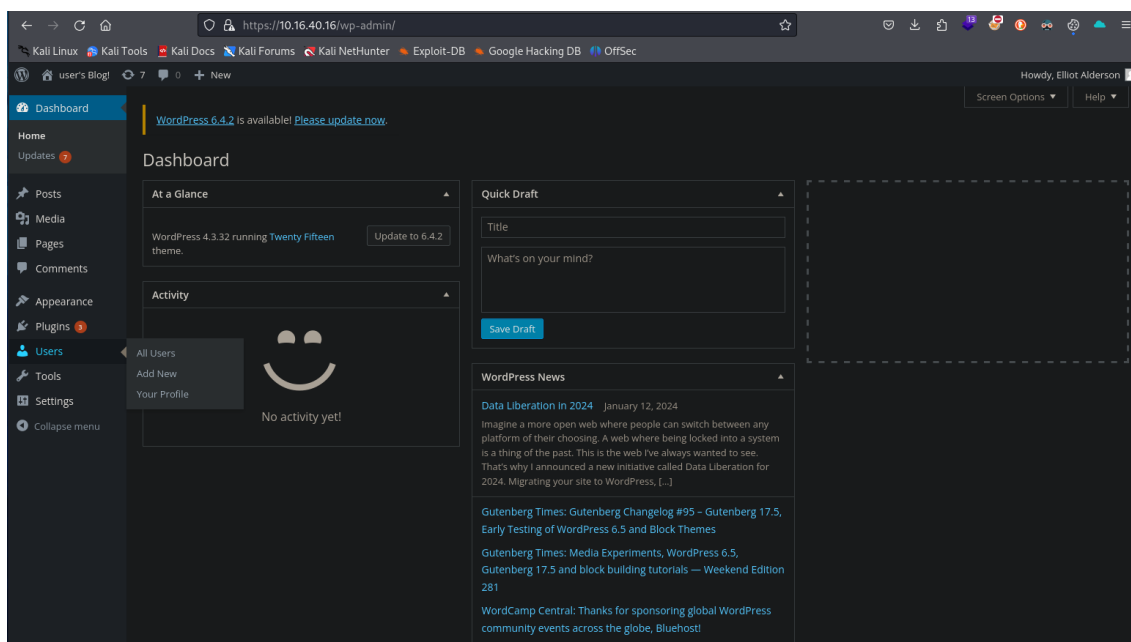 https://10.16.40.16/wp-admin/
13
Kali Linux Kali Tools Kali Docs Kali Forums Kali NetHunter Exploit-DB Google Hacking DB OffSec
user's Blog! 7 0 + New Howdy, Elliot Alderson
Screen Options ▼ Help ▼
Dashboard
Home
Updates 7
Posts
Media
Pages
Comments
Appearance
Plugins 3
Users
Tools
Settings
Collapse menu
All Users
Add New
Your Profile
WordPress 6.4.2 is available! Please update now.
Dashboard
At a Glance
WordPress 4.3.32 running Twenty Fifteen
theme.
Update to 6.4.2
Activity
No activity yet!
Quick Draft
Title
What's on your mind?
Save Draft
WordPress News
Data Liberation in 2024 January 12, 2024
Imagine a more open web where people can switch between any
platform of their choosing. A web where being locked into a system
is a thing of the past. This is the web I've always wanted to see.
That's why I announced a new initiative called Data Liberation for
2024. Migrating your site to WordPress, […]
Gutenberg Times: Gutenberg Changelog #95 – Gutenberg 17.5,
Early Testing of WordPress 6.5 and Block Themes
Gutenberg Times: Media Experiments, WordPress 6.5,
Gutenberg 17.5 and block building tutorials — Weekend Edition
281
WordCamp Central: Thanks for sponsoring global WordPress
community events across the globe, Bluehost!